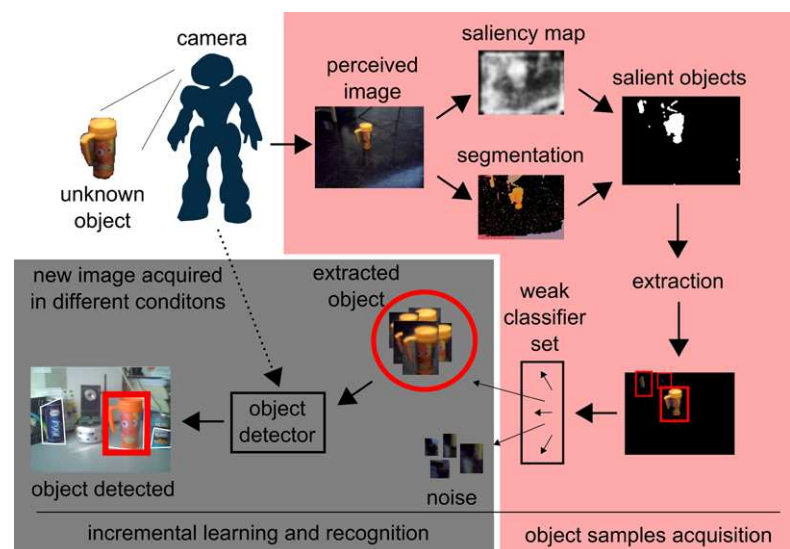 camera
unknown
object
perceived
image
saliency map
segmentation
salient objects
extraction
weak
classifier
set
extracted
object
noise
new image acquired
in different conditons
object
detector
object detected
incremental learning and recognition
object samples acquisition